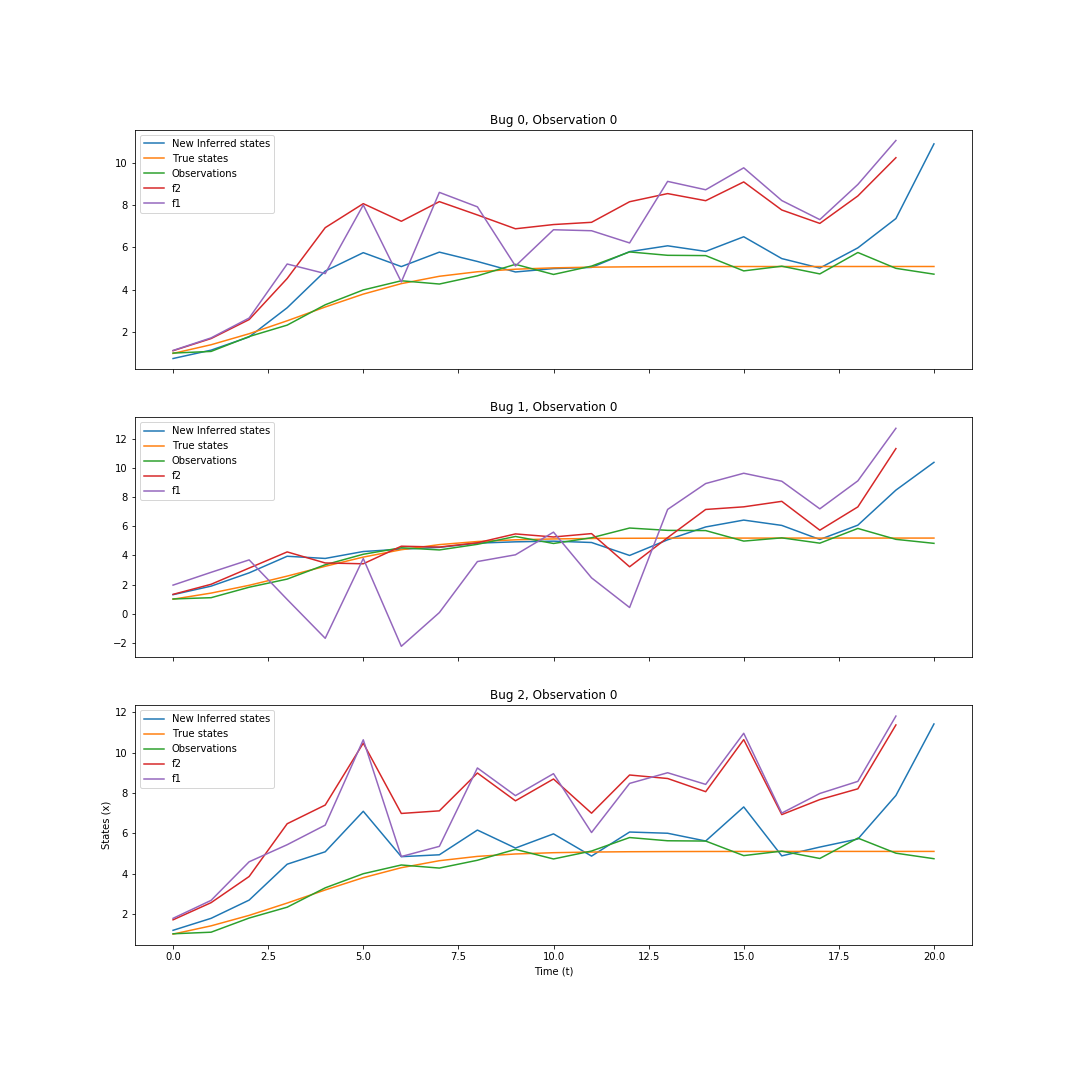 Bug 0, Observation 0
New Inferred states
True states
Observations
f2
f1
10
8
6
4
2
Bug 1, Observation 0
New Inferred states
True states
Observations
f2
f1
12
10
8
6
4
2
0
−2
Bug 2, Observation 0
New Inferred states
True states
Observations
f2
f1
12
10
8
6
4
2
States (x)
0.0 2.5 5.0 7.5 10.0 12.5 15.0 17.5 20.0
Time (t)